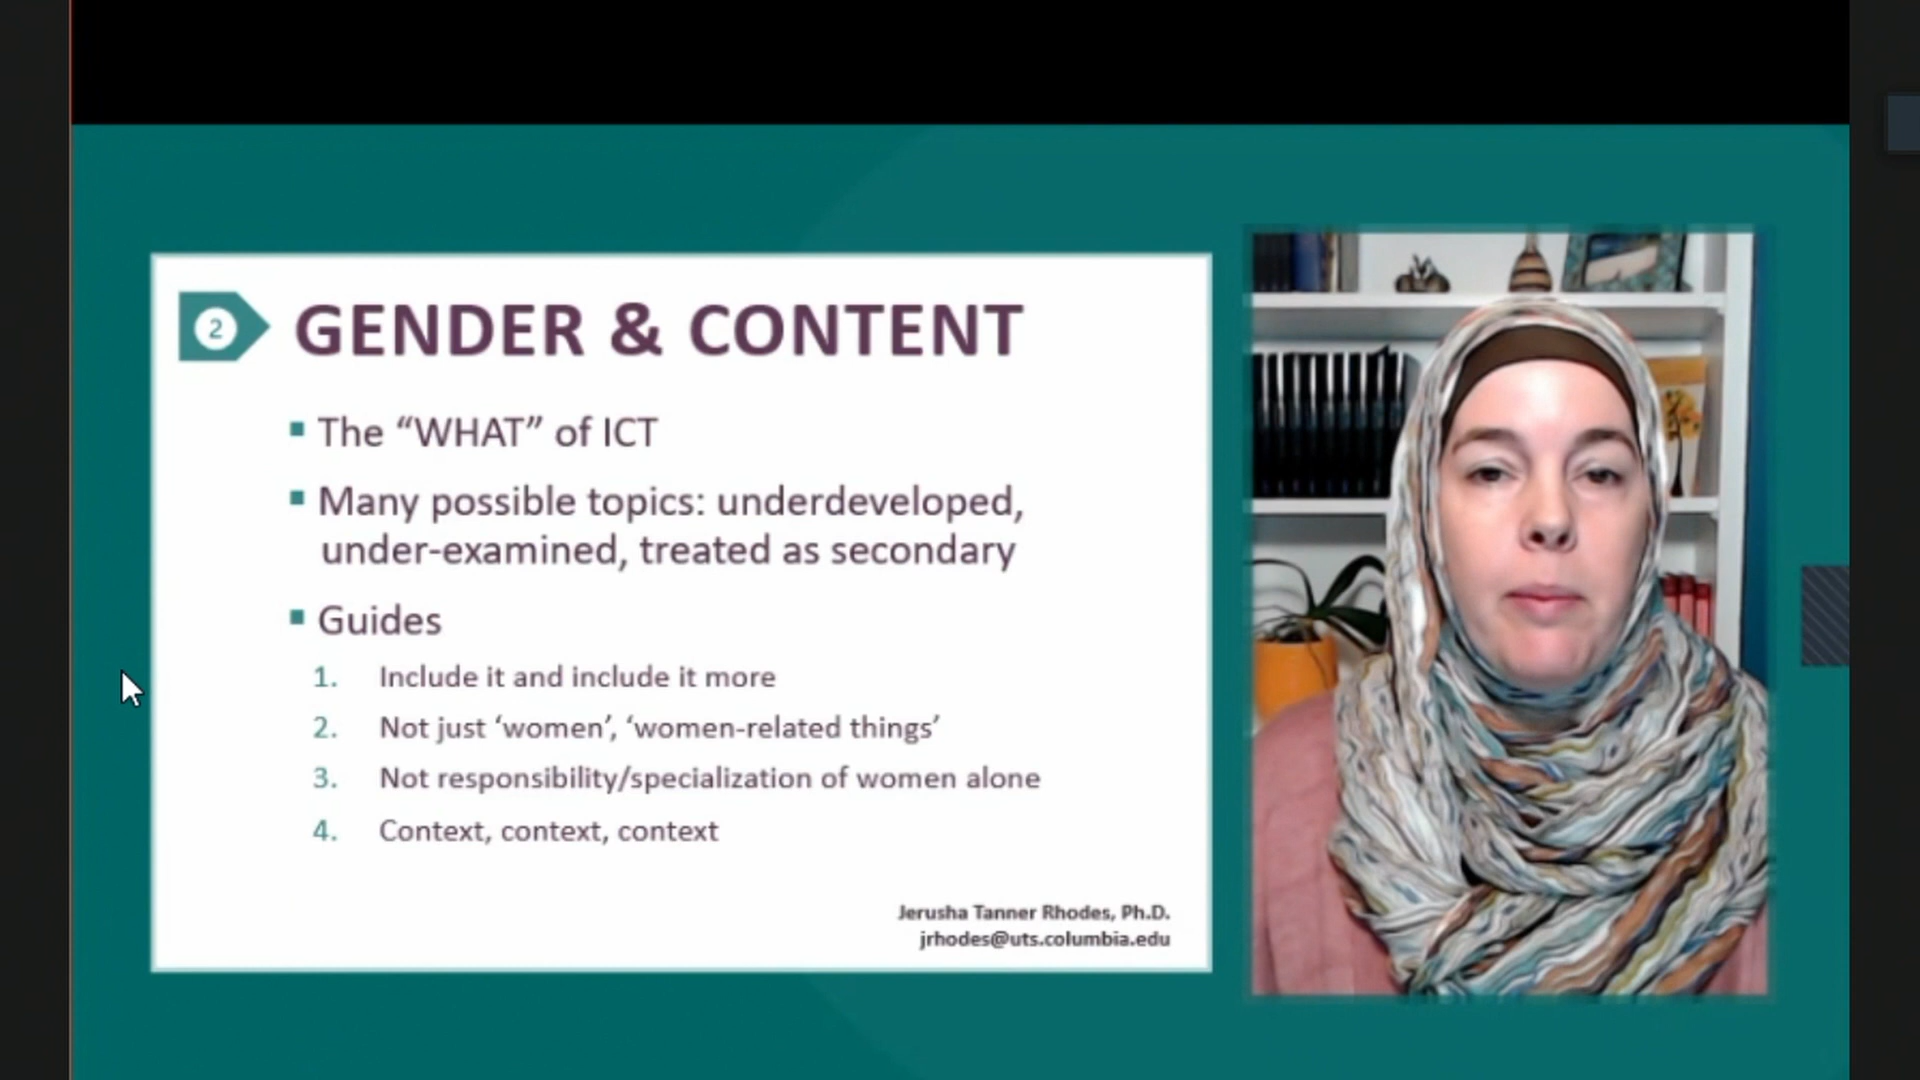 2
GENDER & CONTENT
▪ The “WHAT” of ICT
▪ Many possible topics: underdeveloped,
under-examined, treated as secondary
▪ Guides
1. Include it and include it more
2. Not just ‘women’, ‘women-related things’
3. Not responsibility/specialization of women alone
4. Context, context, context
Jerusha Tanner Rhodes, Ph.D.
jrhodes@uts.columbia.edu